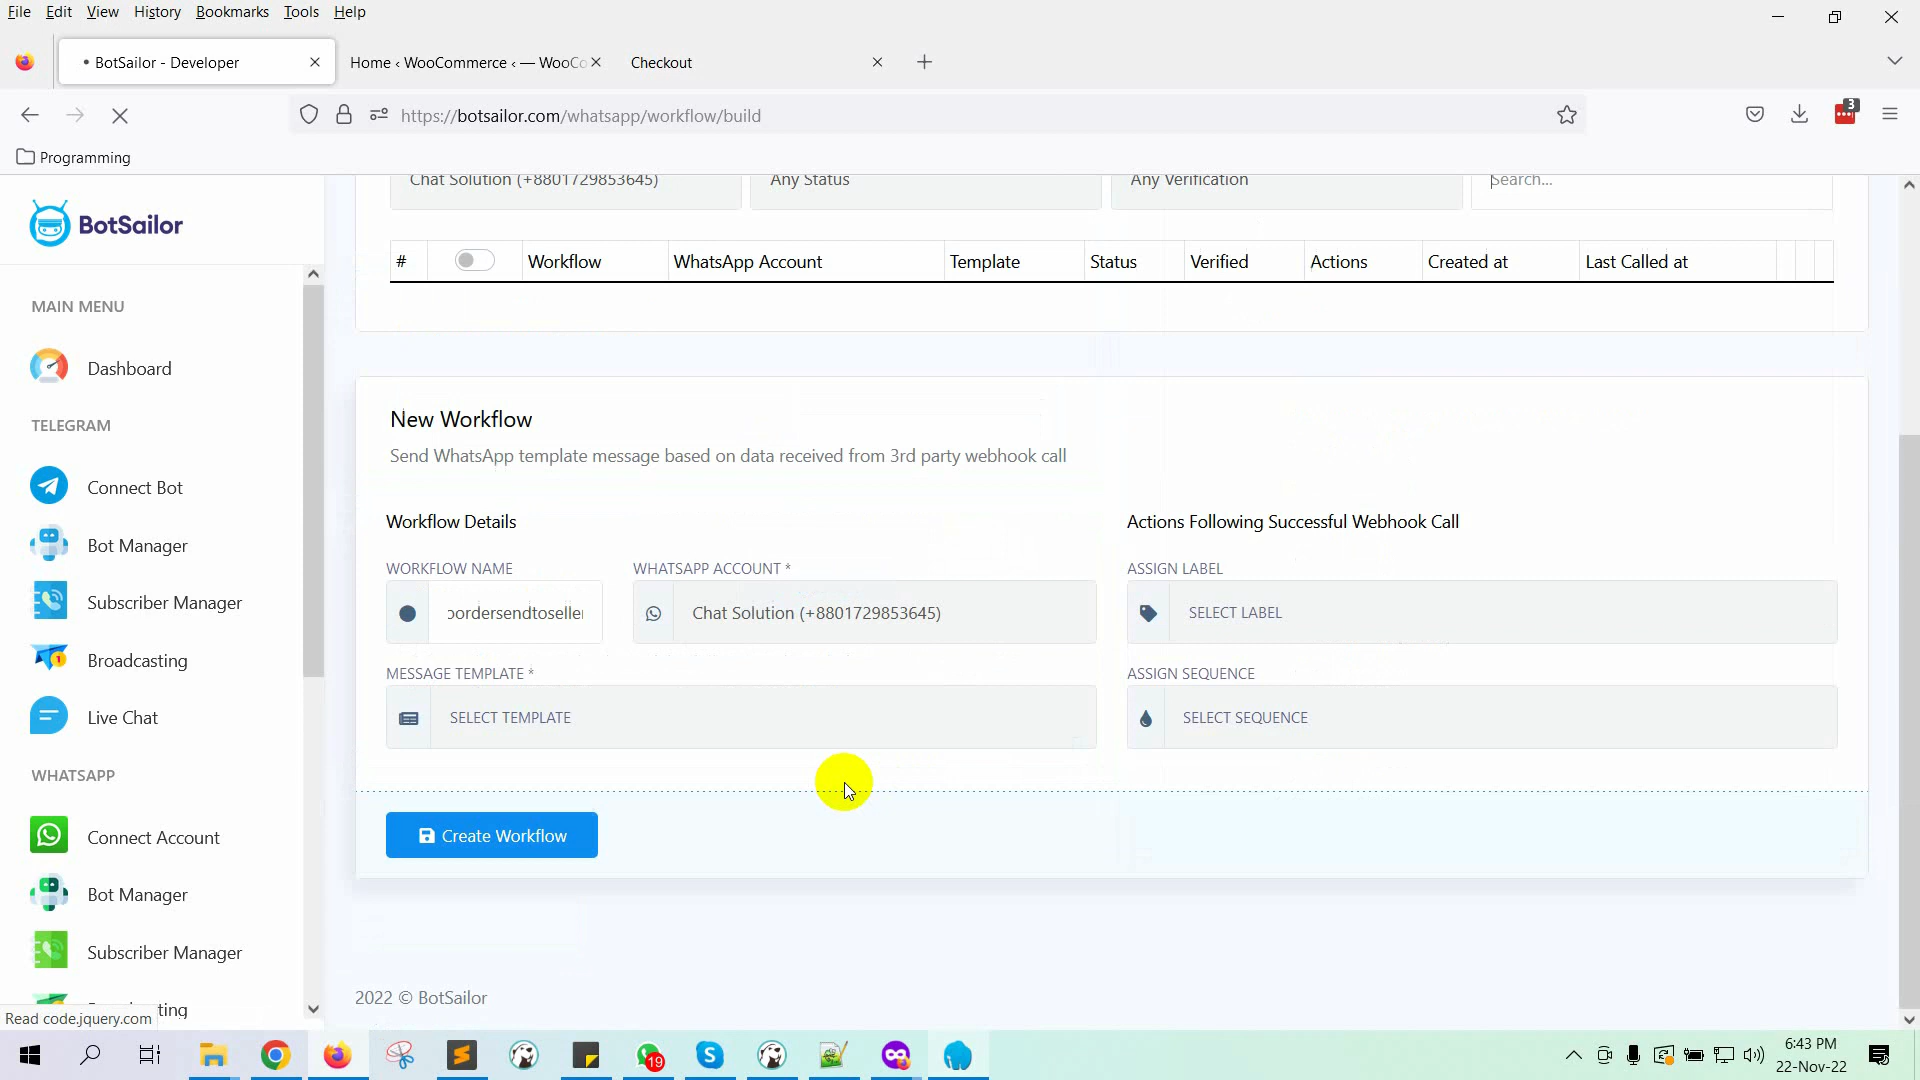 File Edit View History Bookmarks Tools Help
• BotSailor - Developer
Home ‹ WooCommerce ‹ — WooCo
Checkout
https://botsailor.com/whatsapp/workflow/build
3
Programming
BotSailor
MAIN MENU
Dashboard
TELEGRAM
Connect Bot
Bot Manager
Subscriber Manager
1
Broadcasting
Live Chat
WHATSAPP
Connect Account
Bot Manager
Subscriber Manager
Chat Solution (+8801729853645)
Any Status
Any Verification
Search...
# Workflow WhatsApp Account Template Status Verified Actions Created at Last Called at
New Workflow
Send WhatsApp template message based on data received from 3rd party webhook call
Workflow Details
Actions Following Successful Webhook Call
WORKFLOW NAME
WHATSAPP ACCOUNT *
ASSIGN LABEL
ordersendtoseller
Chat Solution (+8801729853645)
SELECT LABEL
MESSAGE TEMPLATE *
ASSIGN SEQUENCE
SELECT TEMPLATE
SELECT SEQUENCE
Create Workflow
2022 © BotSailor
Read code.jquery.com
19
6:43 PM
22-Nov-22